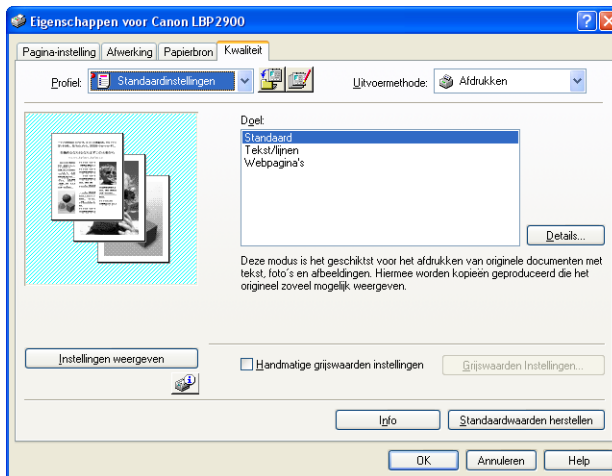 Eigenschappen voor Canon LBP2900
Pagina-instelling Afwerking Papierbron Kwaliteit
Profiel: Standaardinstellingen Uitvoermethode: Afdrukken
Doel:
Standaard
Tekst/lijnen
Webpagina's
Details...
Deze modus is het geschiktst voor het afdrukken van originele documenten met
tekst, foto's en afbeeldingen. Hiermee worden kopieën geproduceerd die het
origineel zoveel mogelijk weergeven.
Instellingen weergeven
Handmatige grijswaarden instellingen Grijswaarden Instellingen...
Info Standaardwaarden herstellen
OK Annuleren Help